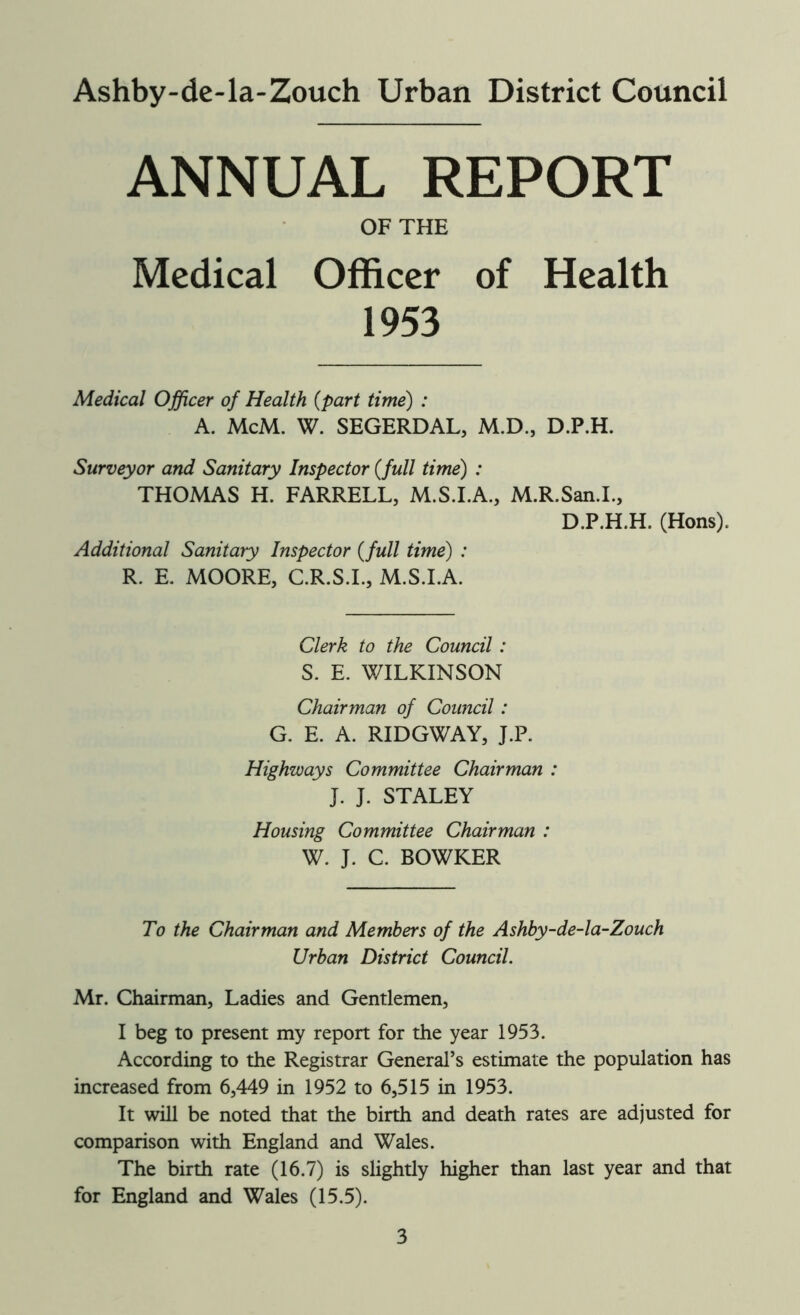 Ashby-de-la-Zouch Urban District Council
ANNUAL REPORT
OF THE
Medical Officer of Health
1953
Medical Officer of Health (part time) :
A. McM. W. SEGERDAL, M.D., D.P.H.
Surveyor and Sanitary Inspector (full time) :
THOMAS H. FARRELL, M.S.I.A., M.R.San.I.,
D.P.H.H. (Hons).
Additional Sanitary Inspector (full time) :
R. E. MOORE, C.R.S.I., M.S.I.A.
Clerk to the Council :
S. E. WILKINSON
Chairman of Council :
G. E. A. RIDGWAY, J.P.
Highways Committee Chairman :
J. J. STALEY
Housing Committee Chairman :
W. J. C. BOWKER
To the Chairman and Members of the Ashby-de-la-Zouch
Urban District Council.
Mr. Chairman, Ladies and Gentlemen,
I beg to present my report for the year 1953.
According to the Registrar General's estimate the population has
increased from 6,449 in 1952 to 6,515 in 1953.
It will be noted that the birth and death rates are adjusted for
comparison with England and Wales.
The birth rate (16.7) is slightly higher than last year and that
for England and Wales (15.5).
3